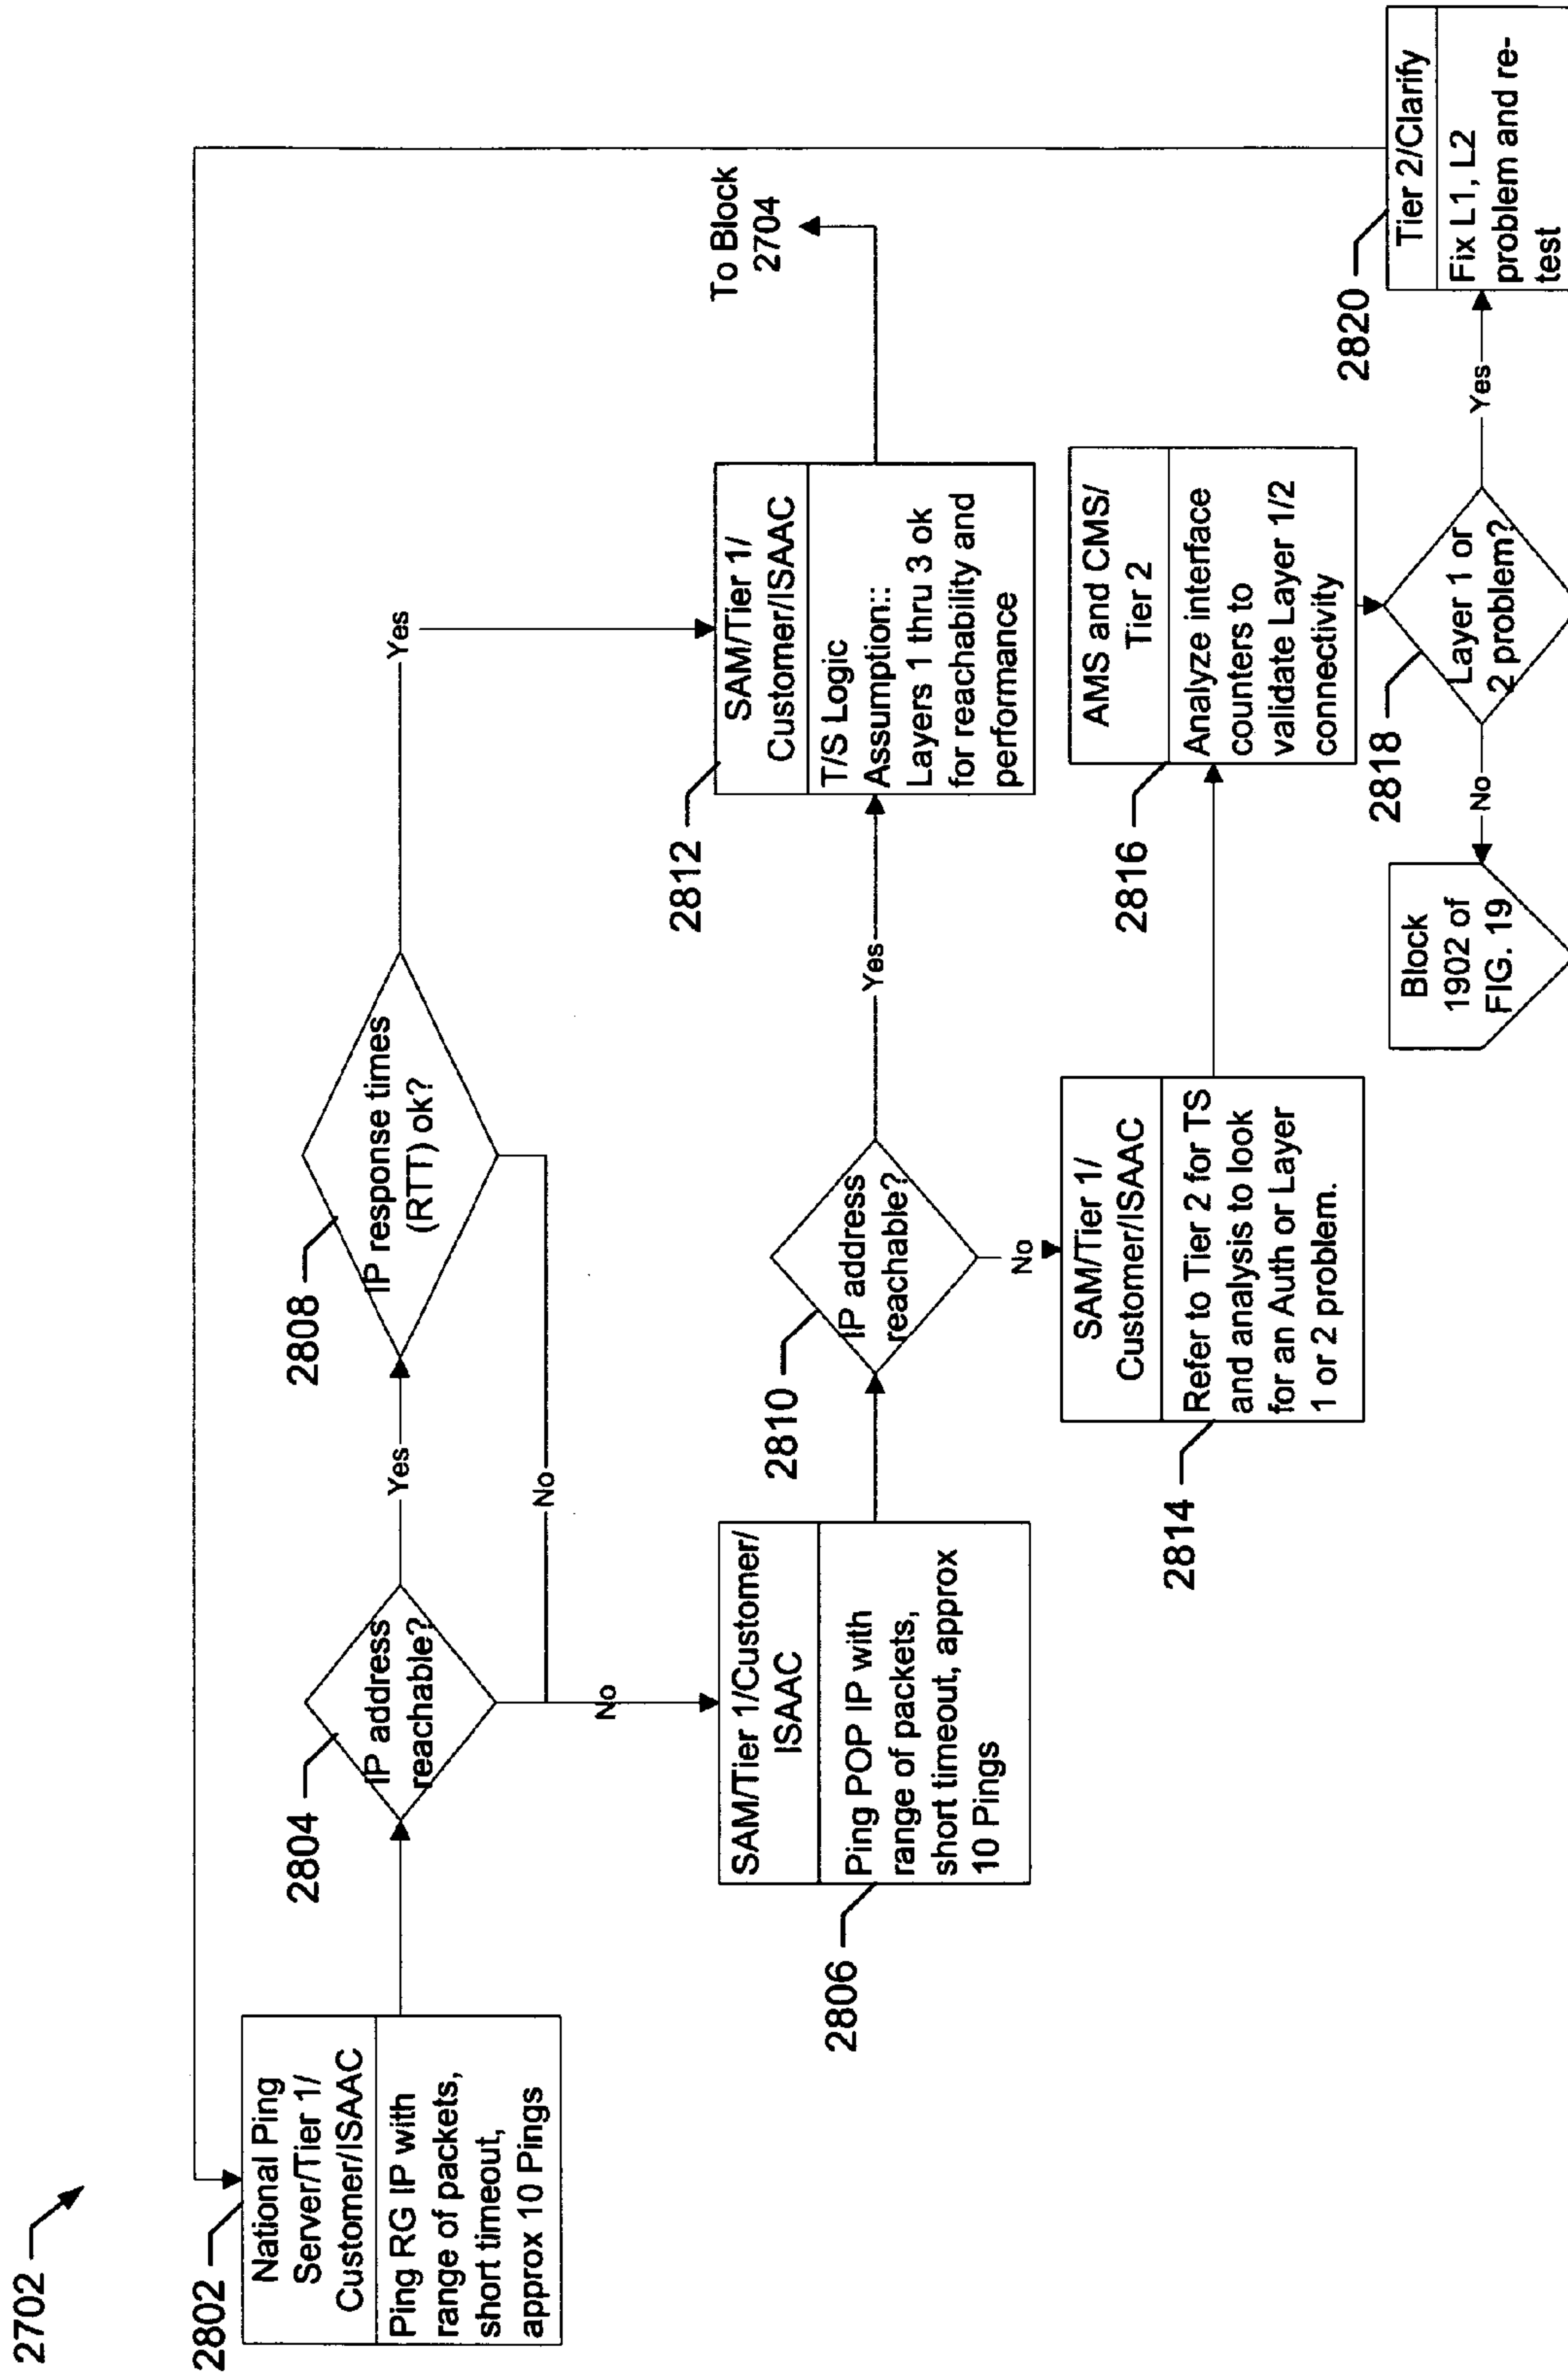 2702
2802
National Ping
Server/Tier 1/
Customer/ISAAC
Ping RG IP with
range of packets,
short timeout,
approx 10 Pings
2804
IP address
reachable?
Yes
No
2808
IP response times
(RTT) ok?
Yes
No
2806
SAM/Tier 1/Customer/
ISAAC
Ping POP IP with
range of packets,
short timeout, approx
10 Pings
2810
IP address
reachable?
Yes
No
2812
SAM/Tier 1/
Customer/ISAAC
T/S Logic
Assumption::
Layers 1 thru 3 ok
for reachability and
performance
To Block
2704
2814
SAM/Tier 1/
Customer/ISAAC
Refer to Tier 2 for TS
and analysis to look
for an Auth or Layer
1 or 2 problem.
2816
AMS and CMS/
Tier 2
Analyze interface
counters to
validate Layer 1/2
connectivity
2818
Layer 1 or
2 problem?
No
Yes
Block
1902 of
FIG. 19
2820
Tier 2/Clarify
Fix L1, L2
problem and re-
test